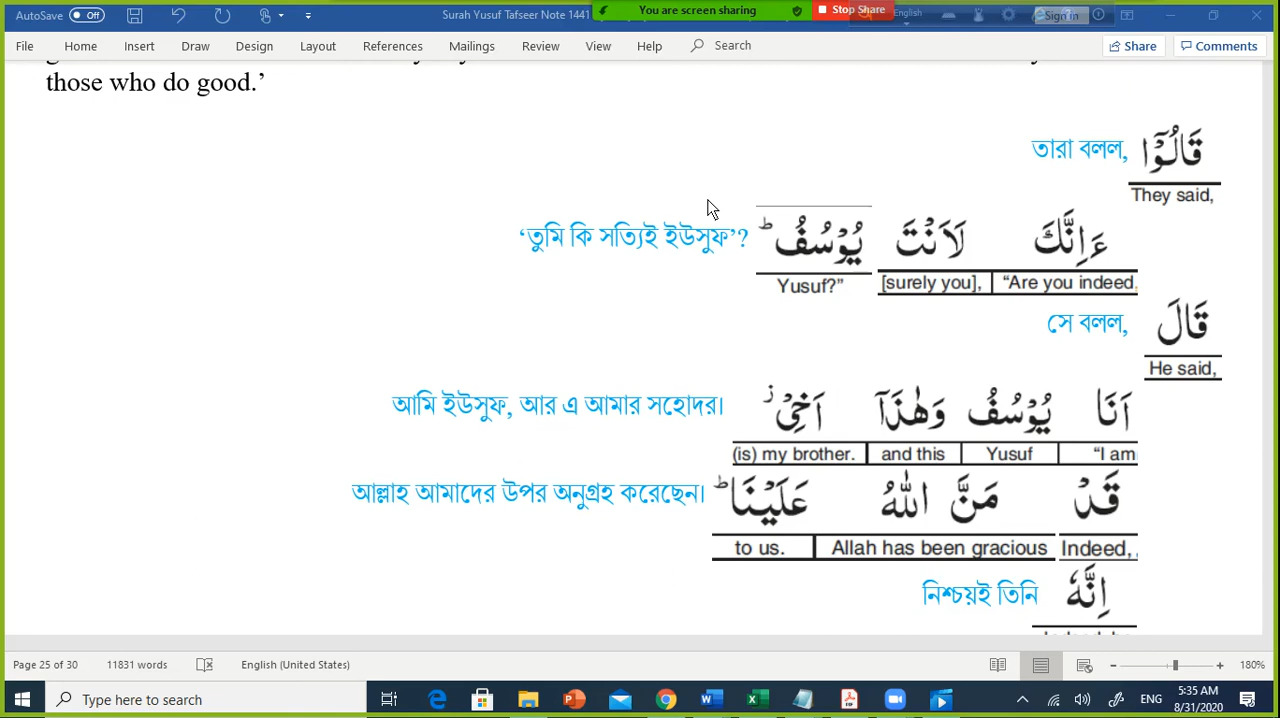 AutoSave Off Surah Yusuf Tafseer Note 1441 You are screen sharing Stop Share English Sign in
File Home Insert Draw Design Layout References Mailings Review View Help Search Share Comments
those who do good.’
তারা বলল, قَالُوْٓا
They said,
‘তুমি কি সত্যিই ইউসুফ’? ءَاِنَّكَ لَاَنْتَ يُوْسُفُ ؕ
Yusuf?” [surely you], “Are you indeed,
সে বলল, قَالَ
He said,
আমি ইউসুফ, আর এ আমার সহোদর। اَنَا يُوْسُفُ وَهٰذَآ اَخِيْ ز
(is) my brother. and this Yusuf “I am
আল্লাহ আমাদের উপর অনুগ্রহ করেছেন। قَدْ مَنَّ اللّٰهُ عَلَيْنَا ؕ
to us. Allah has been gracious Indeed,
নিশ্চয়ই তিনি اِنَّهٗ
Page 25 of 30 11831 words English (United States) 180%
Type here to search ENG 5:35 AM
8/31/2020